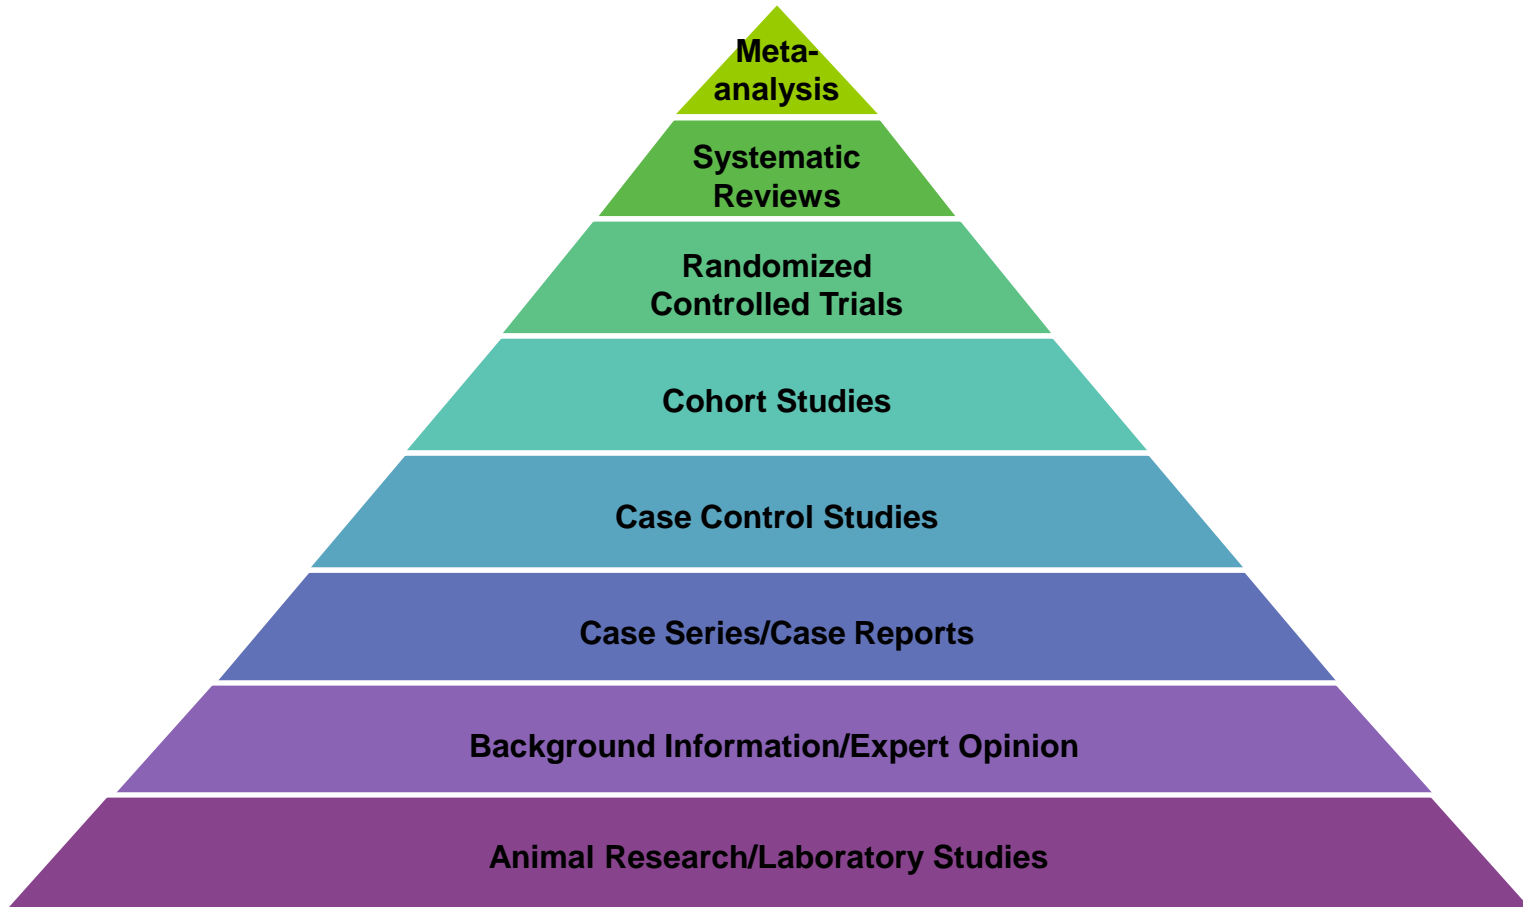 Meta-
analysis
Systematic
Reviews
Randomized
Controlled Trials
Cohort Studies
Case Control Studies
Case Series/Case Reports
Background Information/Expert Opinion
Animal Research/Laboratory Studies